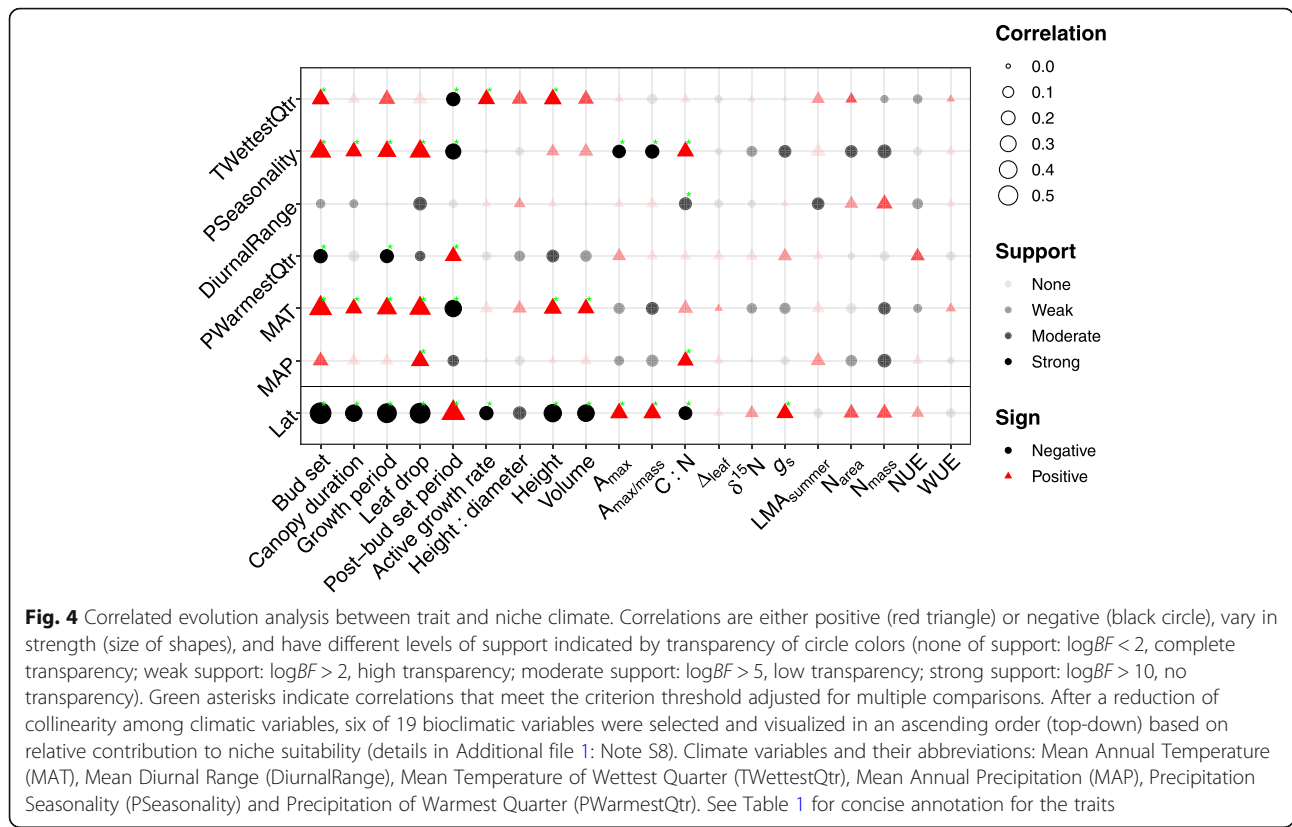 Correlation
0.0
0.1
0.2
0.3
0.4
0.5
Support
None
Weak
Moderate
Strong
Sign
Negative
Positive
TWettestQtr
PSeasonality
DiurnalRange
PWarmestQtr
MAT
MAP
Lat
Bud set
Canopy duration
Growth period
Leaf drop
Post−bud set period
Active growth rate
Height : diameter
Height
Volume
Amax
Amax/mass
C : N
Δleaf
δ15N
gs
LMAsummer
Narea
Nmass
NUE
WUE
Fig. 4 Correlated evolution analysis between trait and niche climate. Correlations are either positive (red triangle) or negative (black circle), vary in
strength (size of shapes), and have different levels of support indicated by transparency of circle colors (none of support: logBF < 2, complete
transparency; weak support: logBF > 2, high transparency; moderate support: logBF > 5, low transparency; strong support: logBF > 10, no
transparency). Green asterisks indicate correlations that meet the criterion threshold adjusted for multiple comparisons. After a reduction of
collinearity among climatic variables, six of 19 bioclimatic variables were selected and visualized in an ascending order (top-down) based on
relative contribution to niche suitability (details in Additional file 1: Note S8). Climate variables and their abbreviations: Mean Annual Temperature
(MAT), Mean Diurnal Range (DiurnalRange), Mean Temperature of Wettest Quarter (TWettestQtr), Mean Annual Precipitation (MAP), Precipitation
Seasonality (PSeasonality) and Precipitation of Warmest Quarter (PWarmestQtr). See Table 1 for concise annotation for the traits